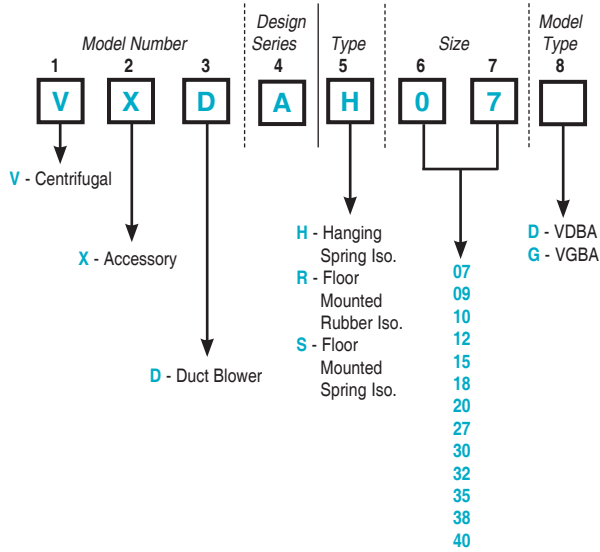 Model Number
Design
Series
Type
Size
Model
Type
1 2 3 4 5 6 7 8
V X D A H 0 7
V - Centrifugal
X - Accessory
D - Duct Blower
H - Hanging
Spring Iso.
R - Floor
Mounted
Rubber Iso.
S - Floor
Mounted
Spring Iso.
07
09
10
12
15
18
20
27
30
32
35
38
40
D - VDBA
G - VGBA